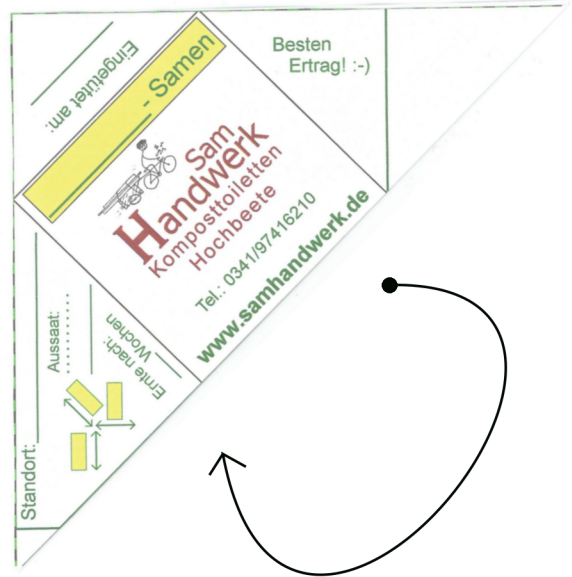 Eingetütet am:
- Samen
Besten
Ertrag! :-)
Sam
Handwerk
Komposttoiletten
Hochbeete
Tel.: 0341/97416210
www.samhandwerk.de
Aussaat:
Ernte nach:
Wochen
Standort: